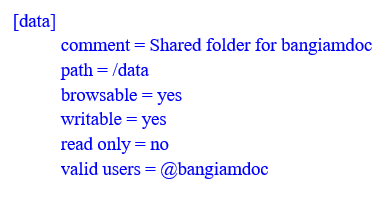 [data]
comment = Shared folder for bangiamdoc
path = /data
browsable = yes
writable = yes
read only = no
valid users = @bangiamdoc